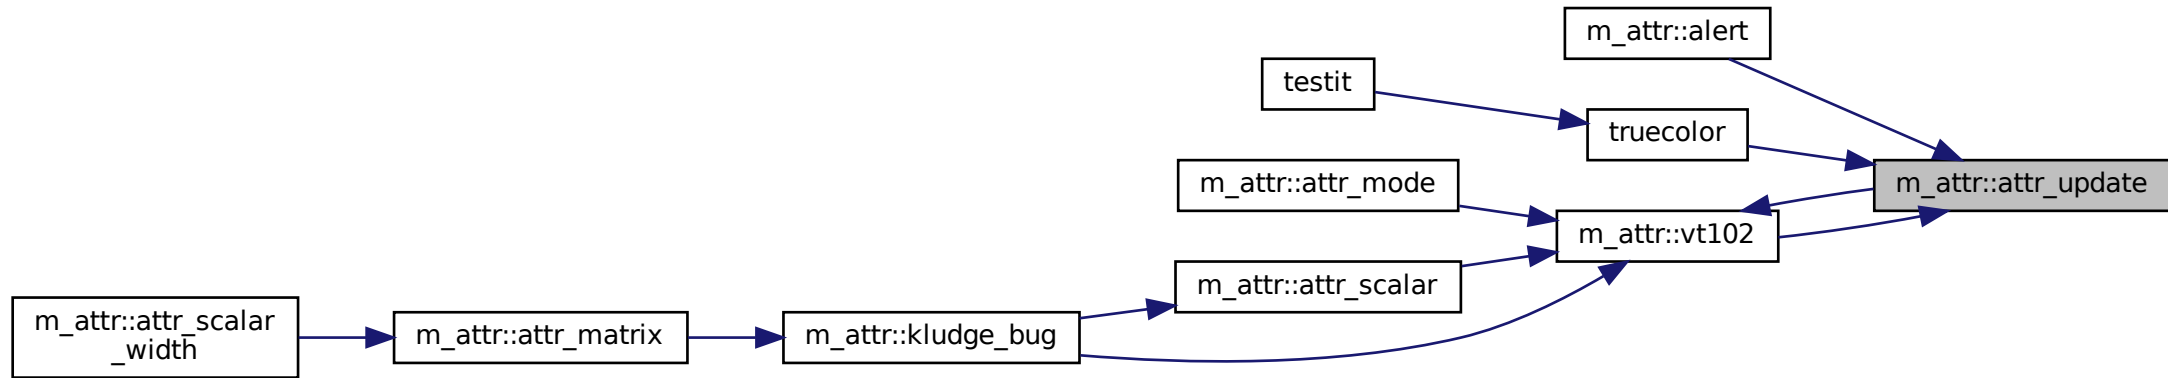 m_attr::alert
testit
truecolor
m_attr::attr_mode
m_attr::attr_update
m_attr::vt102
m_attr::attr_scalar
m_attr::attr_scalar
_width
m_attr::attr_matrix
m_attr::kludge_bug